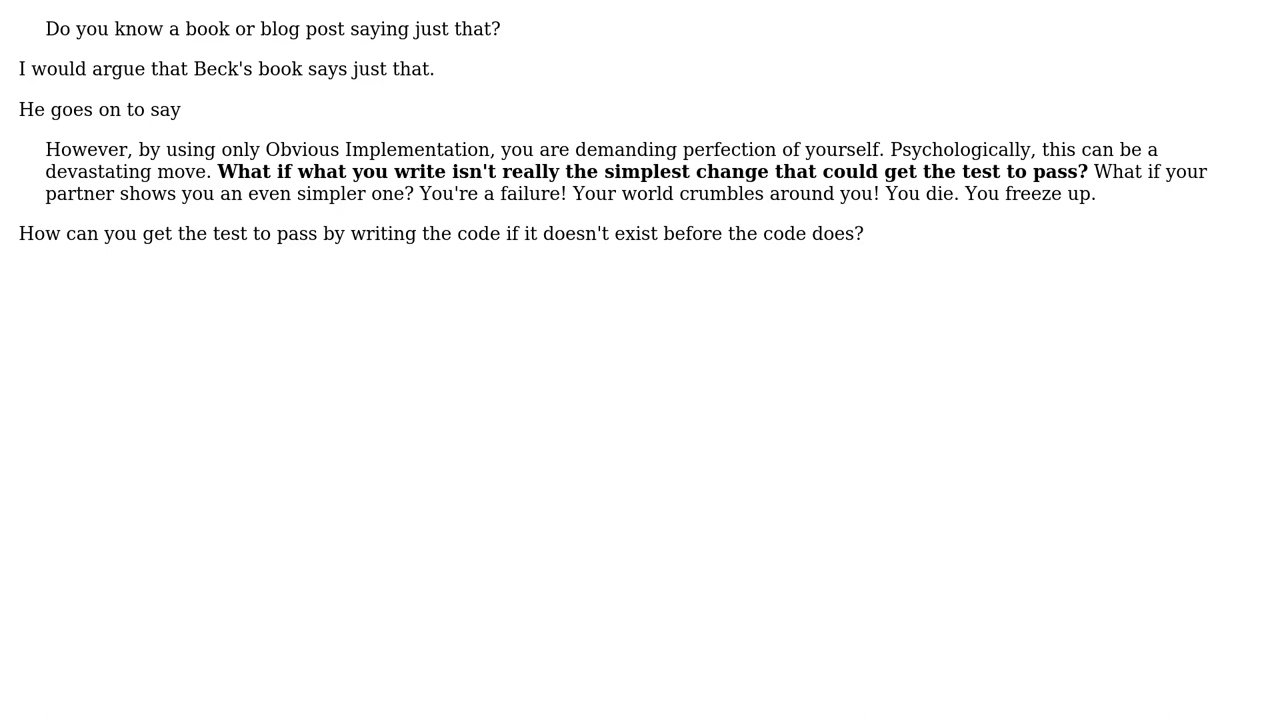 Do you know a book or blog post saying just that?
I would argue that Beck's book says just that.
He goes on to say
However, by using only Obvious Implementation, you are demanding perfection of yourself. Psychologically, this can be a
devastating move. What if what you write isn't really the simplest change that could get the test to pass? What if your
partner shows you an even simpler one? You're a failure! Your world crumbles around you! You die. You freeze up.
How can you get the test to pass by writing the code if it doesn't exist before the code does?